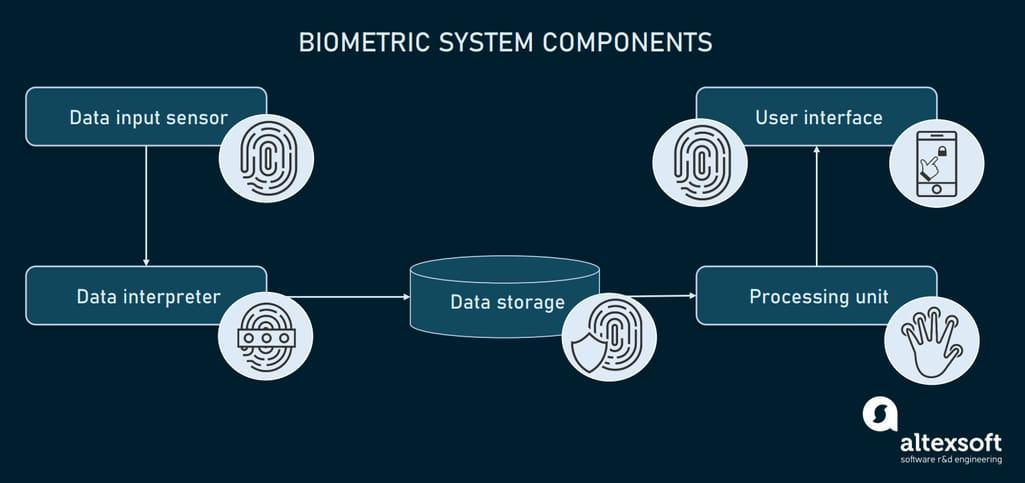 BIOMETRIC SYSTEM COMPONENTS
Data input sensor
User interface
Data interpreter
Data storage
Processing unit
altexsoft
software r&d engineering